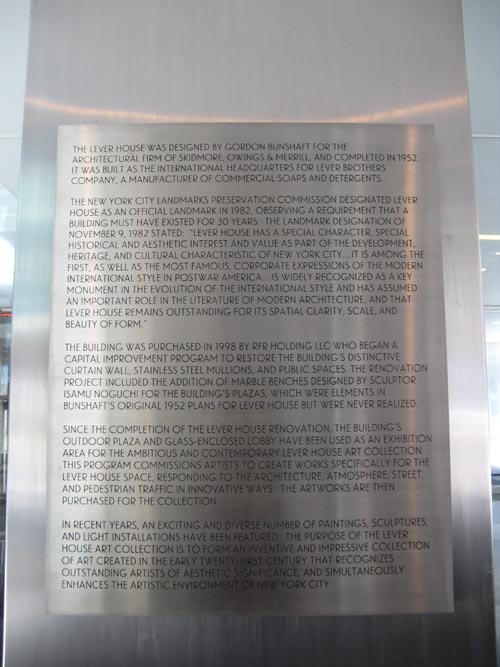 THE LEVER HOUSE WAS DESIGNED BY GORDON BUNSHAFT FOR THE
ARCHITECTURAL FIRM OF SKIDMORE, OWINGS & MERRILL, AND COMPLETED IN 1952.
IT WAS BUILT AS THE INTERNATIONAL HEADQUARTERS FOR LEVER BROTHERS
COMPANY, A MANUFACTURER OF COMMERCIAL SOAPS AND DETERGENTS.
THE NEW YORK CITY LANDMARKS PRESERVATION COMMISSION DESIGNATED LEVER
HOUSE AS AN OFFICIAL LANDMARK IN 1982, OBSERVING A REQUIREMENT THAT A
BUILDING MUST HAVE EXISTED FOR 30 YEARS. THE LANDMARK DESIGNATION OF
NOVEMBER 9, 1982 STATED: "LEVER HOUSE HAS A SPECIAL CHARACTER, SPECIAL
HISTORICAL AND AESTHETIC INTEREST AND VALUE AS PART OF THE DEVELOPMENT,
HERITAGE, AND CULTURAL CHARACTERISTIC OF NEW YORK CITY....IT IS AMONG THE
FIRST, AS WELL AS THE MOST FAMOUS, CORPORATE EXPRESSIONS OF THE MODERN
INTERNATIONAL STYLE IN POSTWAR AMERICA....IS WIDELY RECOGNIZED AS A KEY
MONUMENT IN THE EVOLUTION OF THE INTERNATIONAL STYLE AND HAS ASSUMED
AN IMPORTANT ROLE IN THE LITERATURE OF MODERN ARCHITECTURE, AND THAT
LEVER HOUSE REMAINS OUTSTANDING FOR ITS SPATIAL CLARITY, SCALE, AND
BEAUTY OF FORM."
THE BUILDING WAS PURCHASED IN 1998 BY RFR HOLDING LLC WHO BEGAN A
CAPITAL IMPROVEMENT PROGRAM TO RESTORE THE BUILDING'S DISTINCTIVE
CURTAIN WALL, STAINLESS STEEL MULLIONS, AND PUBLIC SPACES. THE RENOVATION
PROJECT INCLUDED THE ADDITION OF MARBLE BENCHES DESIGNED BY SCULPTOR
ISAMU NOGUCHI FOR THE BUILDING'S PLAZAS, WHICH WERE ELEMENTS IN
BUNSHAFT'S ORIGINAL 1952 PLANS FOR LEVER HOUSE BUT WERE NEVER REALIZED.
SINCE THE COMPLETION OF THE LEVER HOUSE RENOVATION, THE BUILDING'S
OUTDOOR PLAZA AND GLASS-ENCLOSED LOBBY HAVE BEEN USED AS AN EXHIBITION
AREA FOR THE AMBITIOUS AND CONTEMPORARY LEVER HOUSE ART COLLECTION.
THIS PROGRAM COMMISSIONS ARTISTS TO CREATE WORKS SPECIFICALLY FOR THE
LEVER HOUSE SPACE, RESPONDING TO THE ARCHITECTURE, ATMOSPHERE, STREET,
AND PEDESTRIAN TRAFFIC IN INNOVATIVE WAYS. THE ARTWORKS ARE THEN
PURCHASED FOR THE COLLECTION.
IN RECENT YEARS, AN EXCITING AND DIVERSE NUMBER OF PAINTINGS, SCULPTURES,
AND LIGHT INSTALLATIONS HAVE BEEN FEATURED. THE PURPOSE OF THE LEVER
HOUSE ART COLLECTION IS TO FORM AN INVENTIVE AND IMPRESSIVE COLLECTION
OF ART CREATED IN THE EARLY TWENTY-FIRST CENTURY THAT RECOGNIZES
OUTSTANDING ARTISTS OF AESTHETIC SIGNIFICANCE, AND SIMULTANEOUSLY
ENHANCES THE ARTISTIC ENVIRONMENT OF NEW YORK CITY.